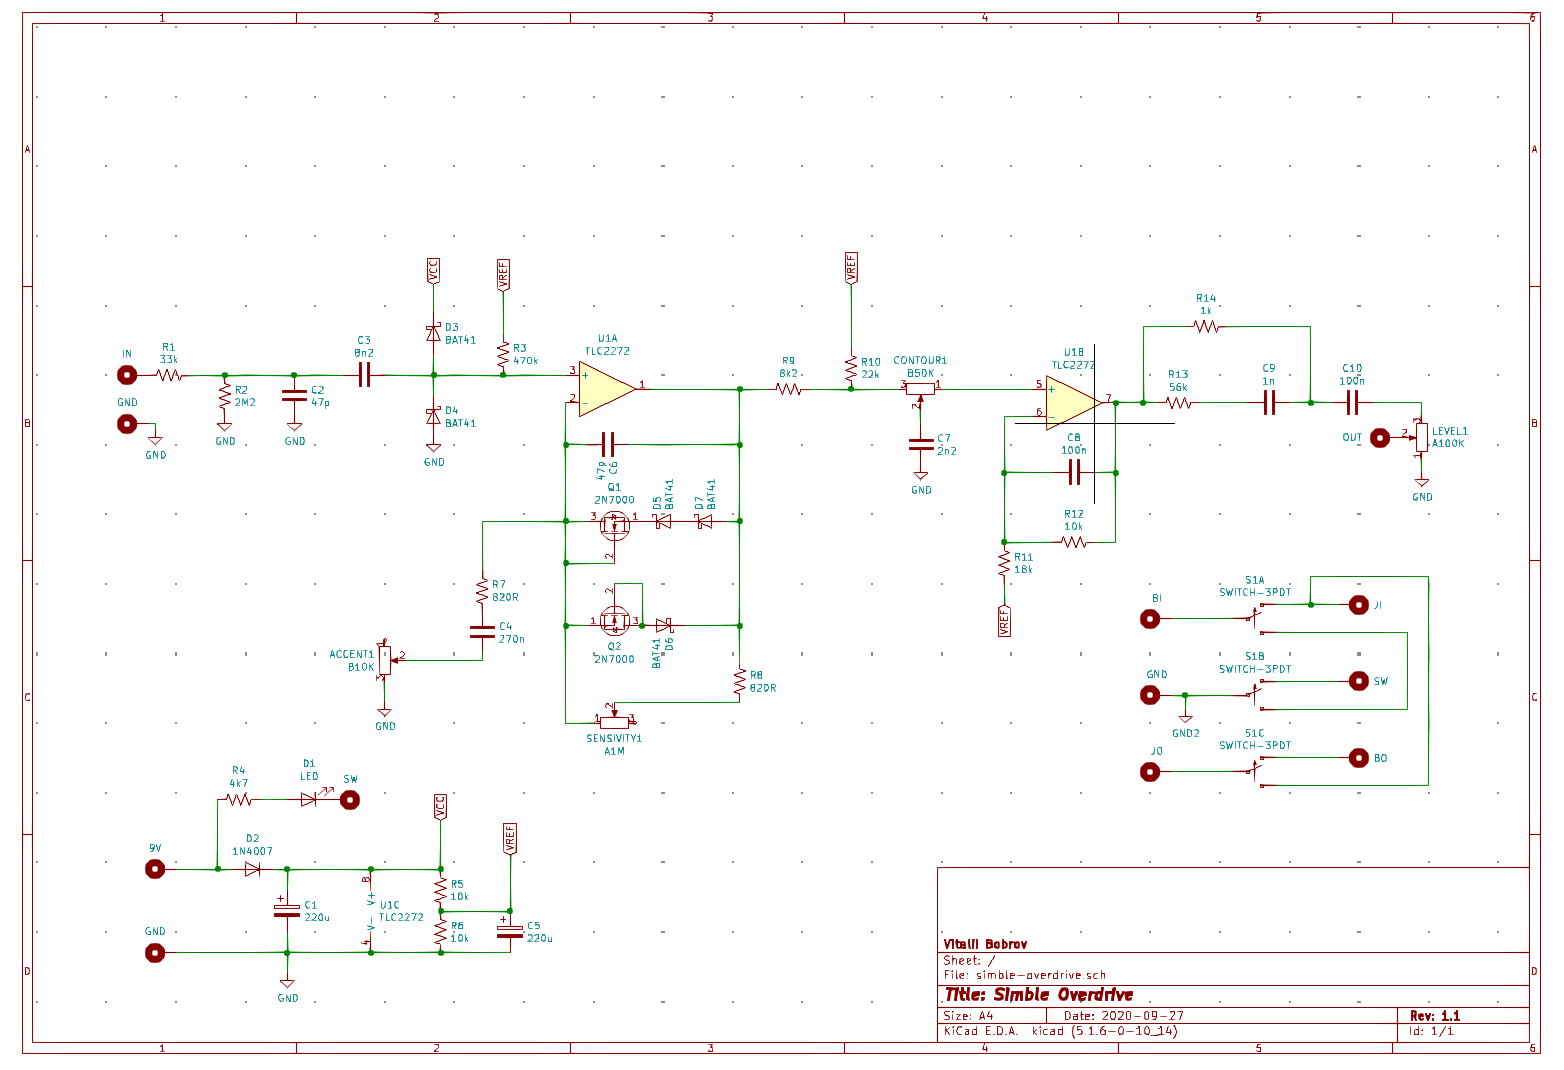 1 2 3 4 5 6
A A
B B
C C
D D
VCC
VREF
VREF
D3
BAT41
D4
BAT41
GND
IN
R1
33k
GND
GND
R2
2M2
GND
C2
47p
GND
C3
8n2
R3
470k
U1A
TLC2272
3
2
1
+
-
47p
C6
Q1
2N7000
3
1
2
D5
BAT41
D7
BAT41
R7
820R
C4
270n
ACCENT1
B10K
2
GND
2
1
3
Q2
2N7000
BAT41
D6
R8
820R
2
1
3
SENSIVITY1
A1M
R9
8k2
R10
22k
CONTOUR1
B50K
3
1
2
C7
2n2
GND
U1B
TLC2272
5
6
7
+
-
C8
100n
R12
10k
R11
18k
VREF
R14
1k
R13
56k
C9
1n
C10
100n
OUT
3
2
1
LEVEL1
A100K
GND
BI
S1A
SWITCH-3PDT
JI
GND
GND2
S1B
SWITCH-3PDT
SW
JO
S1C
SWITCH-3PDT
BO
R4
4k7
D1
LED
SW
9V
D2
1N4007
VCC
VREF
+
C1
220u
8
V+
V-
4
U1C
TLC2272
R5
10k
R6
10k
+
C5
220u
GND
GND
Vitalii Bobrov
Sheet: /
File: simble-overdrive.sch
Title: Simble Overdrive
Size: A4 Date: 2020-09-27 Rev: 1.1
KiCad E.D.A. kicad (5.1.6-0-10_14) Id: 1/1
1 2 3 4 5 6